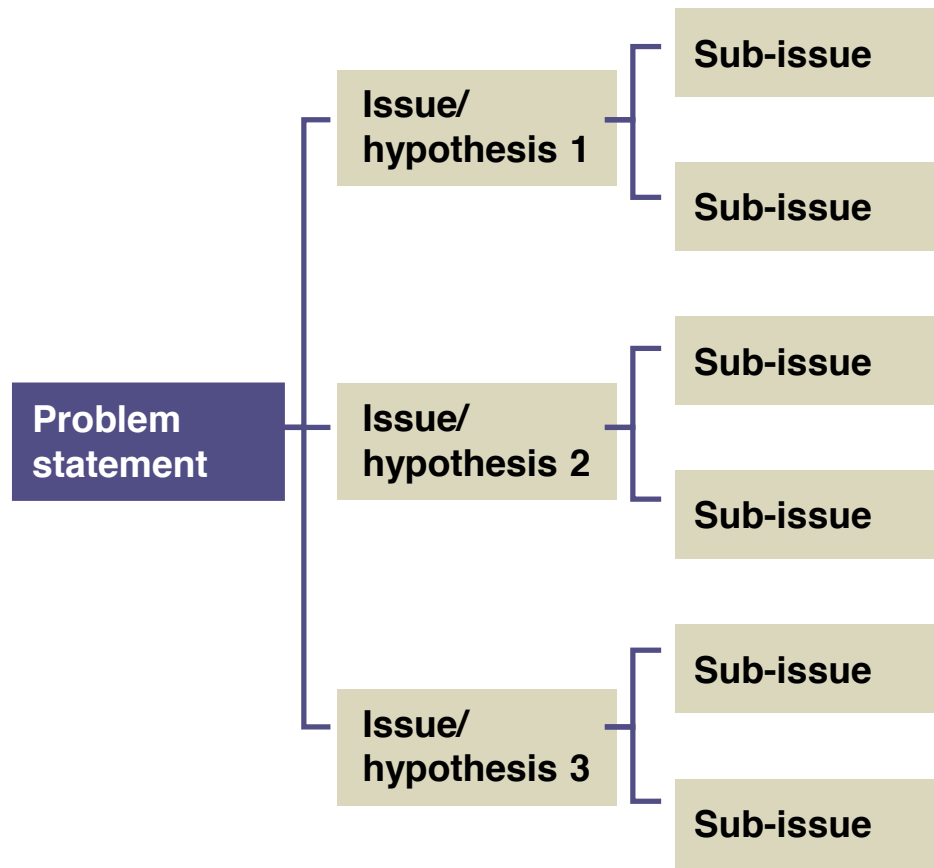 Problem
statement
Issue/
hypothesis 1
Sub-issue
Sub-issue
Issue/
hypothesis 2
Sub-issue
Sub-issue
Issue/
hypothesis 3
Sub-issue
Sub-issue